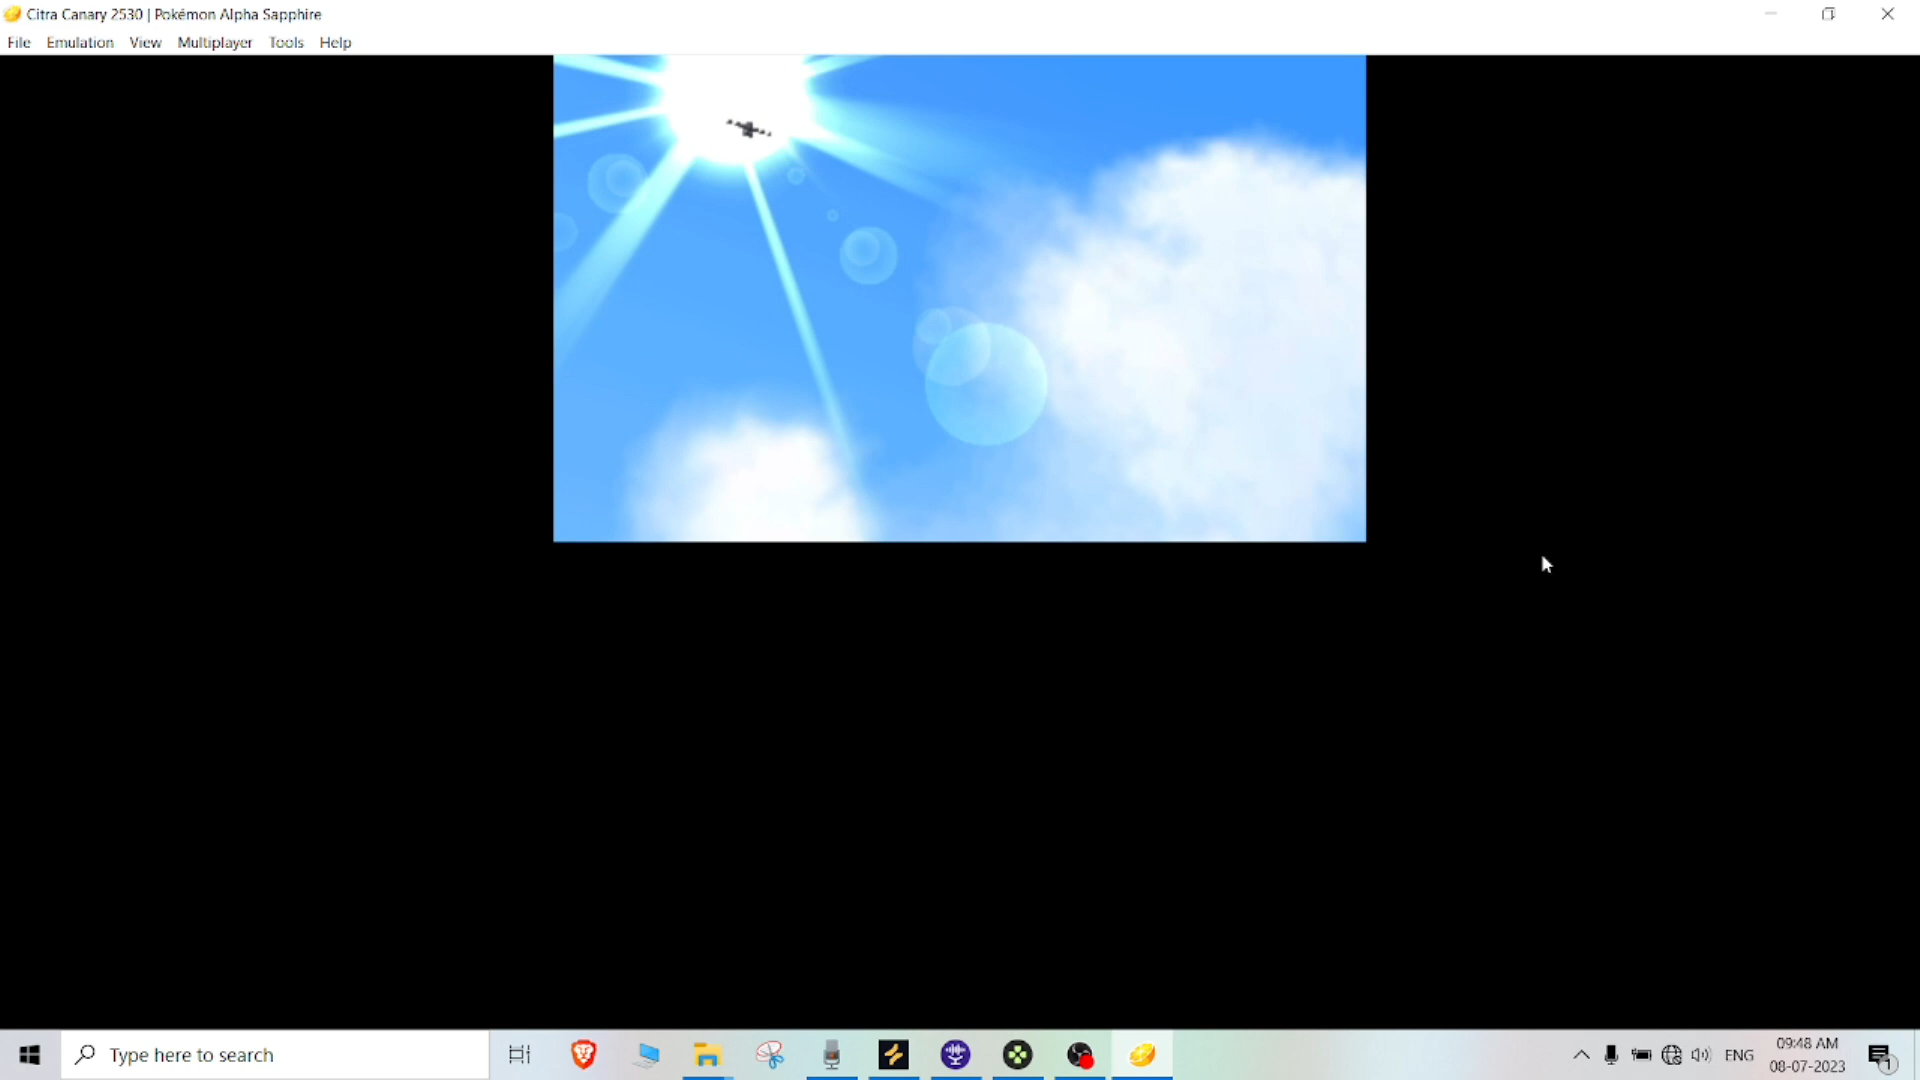 Citra Canary 2530 | Pokémon Alpha Sapphire
File Emulation View Multiplayer Tools Help
Type here to search
ENG
09:48 AM
08-07-2023
1